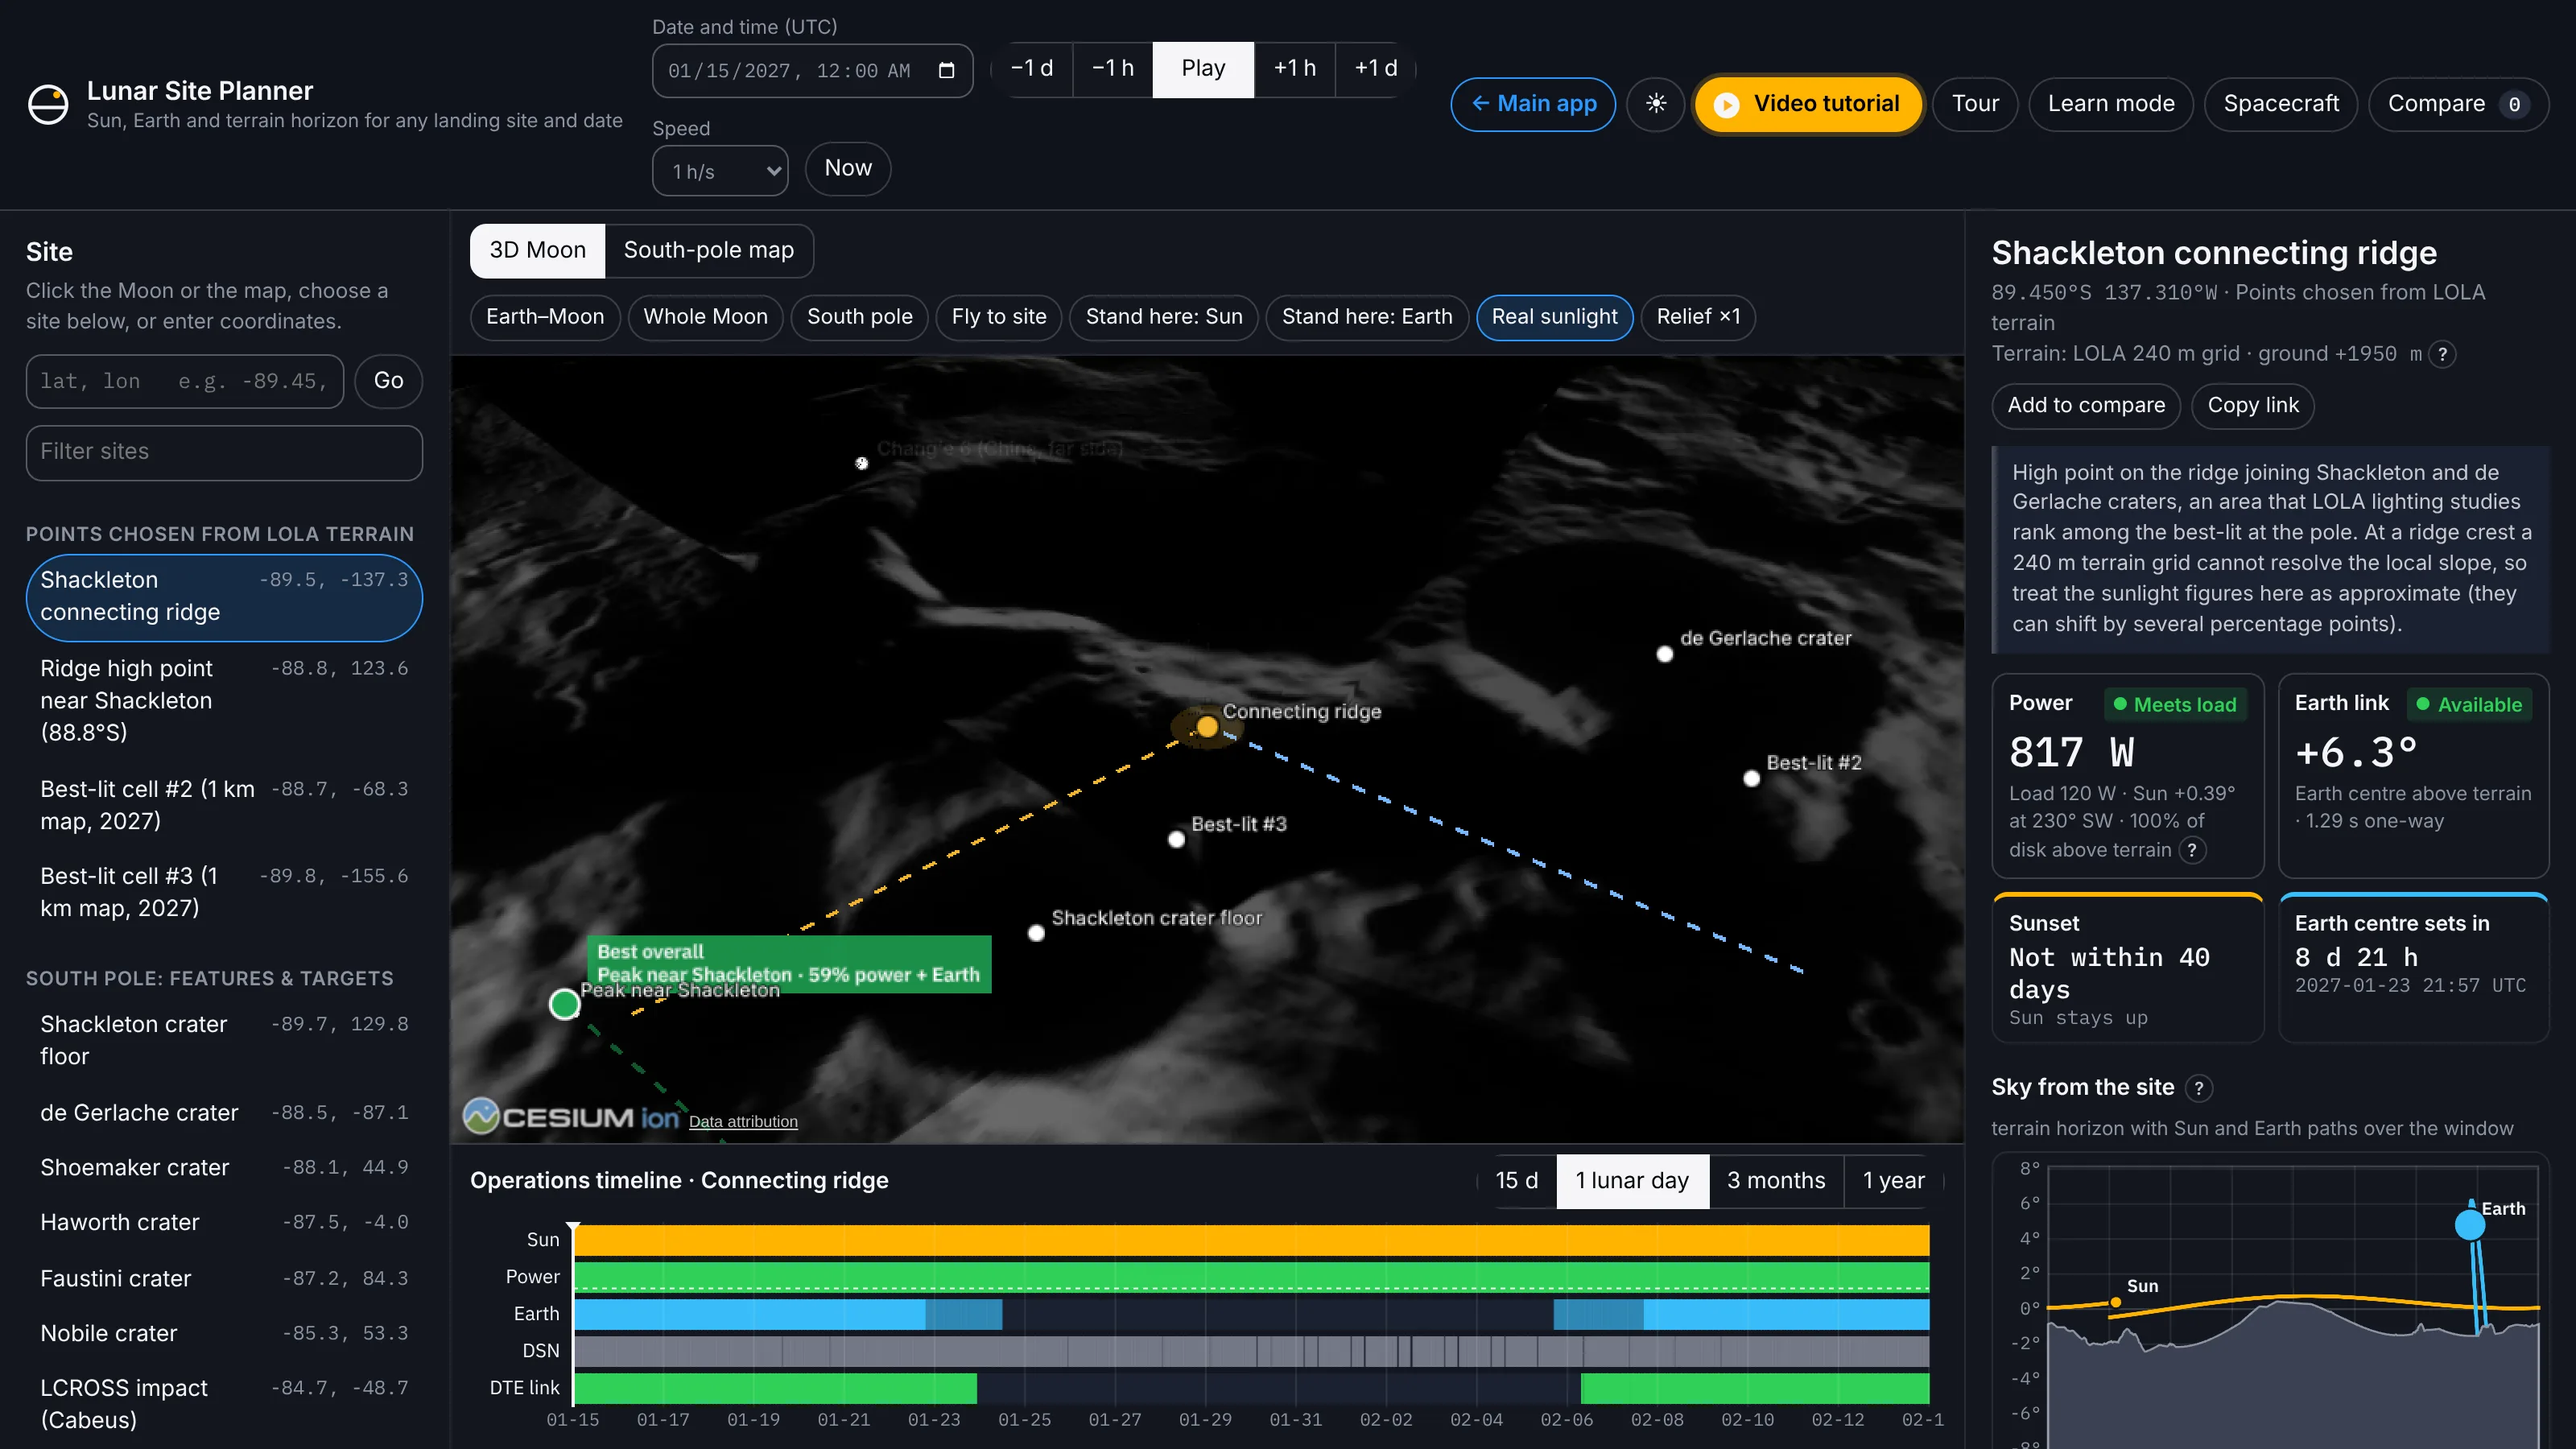 Lunar Site Planner
Sun, Earth and terrain horizon for any landing site and date
Date and time (UTC)
01/15/2027, 12:00 AM
−1 d
−1 h
Play
+1 h
+1 d
Speed
1 h/s
Now
← Main app
Video tutorial
Tour
Learn mode
Spacecraft
Compare 0
Site
Click the Moon or the map, choose a
site below, or enter coordinates.
lat, lon   e.g. -89.45,
Go
Filter sites
POINTS CHOSEN FROM LOLA TERRAIN
Shackleton -89.5, -137.3
connecting ridge
Ridge high point -88.8, 123.6
near Shackleton
(88.8°S)
Best-lit cell #2 (1 km -88.7, -68.3
map, 2027)
Best-lit cell #3 (1 -89.8, -155.6
km map, 2027)
SOUTH POLE: FEATURES & TARGETS
Shackleton crater -89.7, 129.8
floor
de Gerlache crater -88.5, -87.1
Shoemaker crater -88.1, 44.9
Haworth crater -87.5, -4.0
Faustini crater -87.2, 84.3
Nobile crater -85.3, 53.3
LCROSS impact -84.7, -48.7
(Cabeus)
3D Moon
South-pole map
Earth–Moon
Whole Moon
South pole
Fly to site
Stand here: Sun
Stand here: Earth
Real sunlight
Relief ×1
Chang'e 6 (China, far side)
de Gerlache crater
Connecting ridge
Best-lit #2
Best-lit #3
Shackleton crater floor
Best overall
Peak near Shackleton · 59% power + Earth
Peak near Shackleton
CESIUM ion
Data attribution
Operations timeline · Connecting ridge
15 d
1 lunar day
3 months
1 year
Sun
Power
Earth
DSN
DTE link
01-15 01-17 01-19 01-21 01-23 01-25 01-27 01-29 01-31 02-02 02-04 02-06 02-08 02-10 02-12 02-1
Shackleton connecting ridge
89.450°S 137.310°W · Points chosen from LOLA
terrain
Terrain: LOLA 240 m grid · ground +1950 m ?
Add to compare
Copy link
High point on the ridge joining Shackleton and de
Gerlache craters, an area that LOLA lighting studies
rank among the best-lit at the pole. At a ridge crest a
240 m terrain grid cannot resolve the local slope, so
treat the sunlight figures here as approximate (they
can shift by several percentage points).
Power
Meets load
817 W
Load 120 W · Sun +0.39°
at 230° SW · 100% of
disk above terrain ?
Earth link
Available
+6.3°
Earth centre above terrain
· 1.29 s one-way
Sunset
Not within 40
days
Sun stays up
Earth centre sets in
8 d 21 h
2027-01-23 21:57 UTC
Sky from the site ?
terrain horizon with Sun and Earth paths over the window
8°
6°
4°
2°
0°
-2°
-4°
-6°
-8°
Sun
Earth